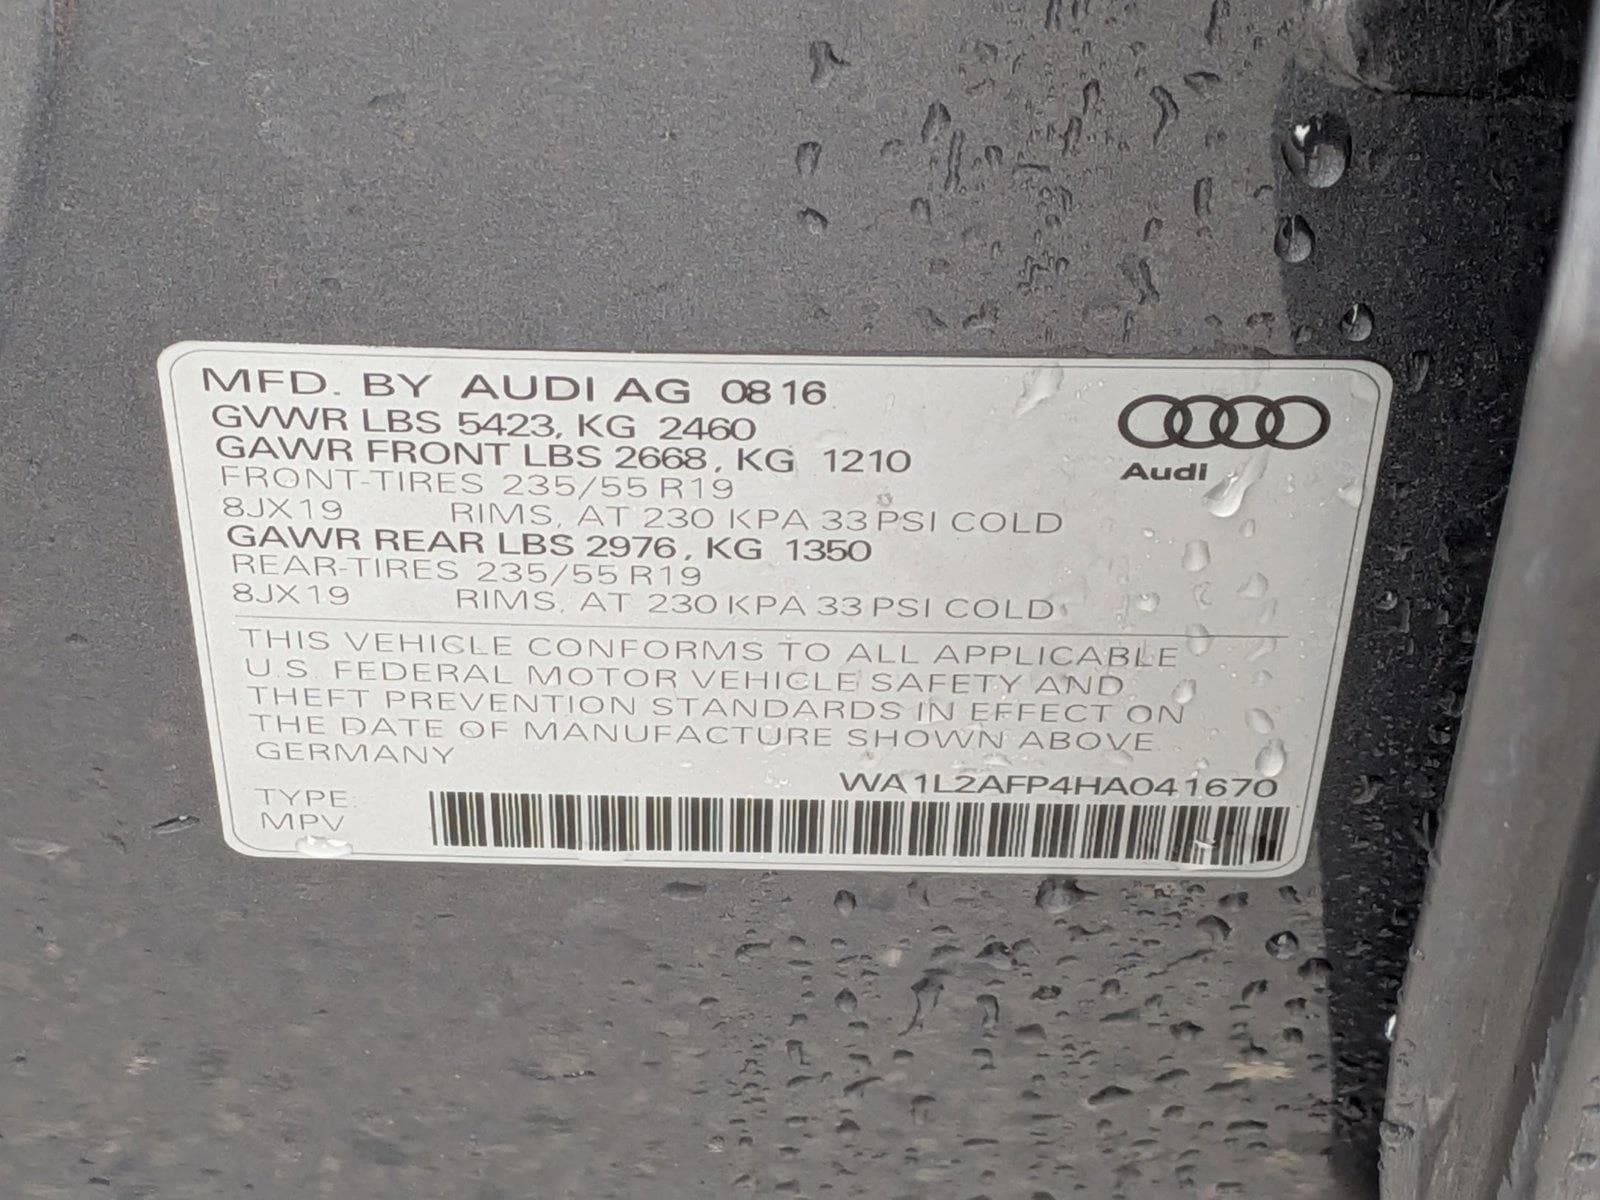 MFD. BY AUDI AG 08 16
GVWR LBS 5423, KG 2460
GAWR FRONT LBS 2668, KG 1210
FRONT-TIRES 235/55 R19
8JX19 RIMS, AT 230 KPA 33 PSI COLD
GAWR REAR LBS 2976, KG 1350
REAR-TIRES 235/55 R19
8JX19 RIMS, AT 230 KPA 33 PSI COLD
Audi
THIS VEHICLE CONFORMS TO ALL APPLICABLE
U.S. FEDERAL MOTOR VEHICLE SAFETY AND
THEFT PREVENTION STANDARDS IN EFFECT ON
THE DATE OF MANUFACTURE SHOWN ABOVE
GERMANY
WA1L2AFP4HA041670
TYPE:
MPV